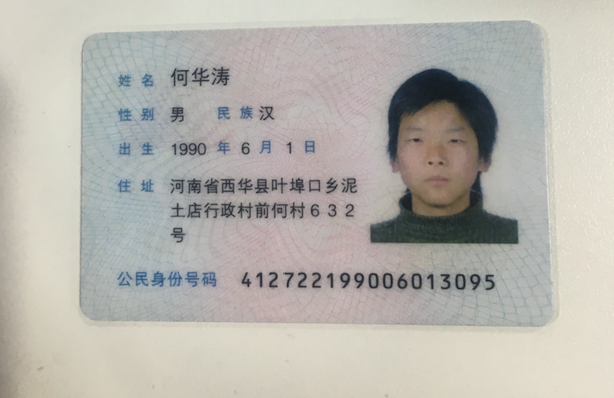 姓名 何华涛
性别 男 民族 汉
出生 1990 年 6 月 1 日
住址 河南省西华县叶埠口乡泥
土店行政村前何村632
号
公民身份号码 412722199006013095